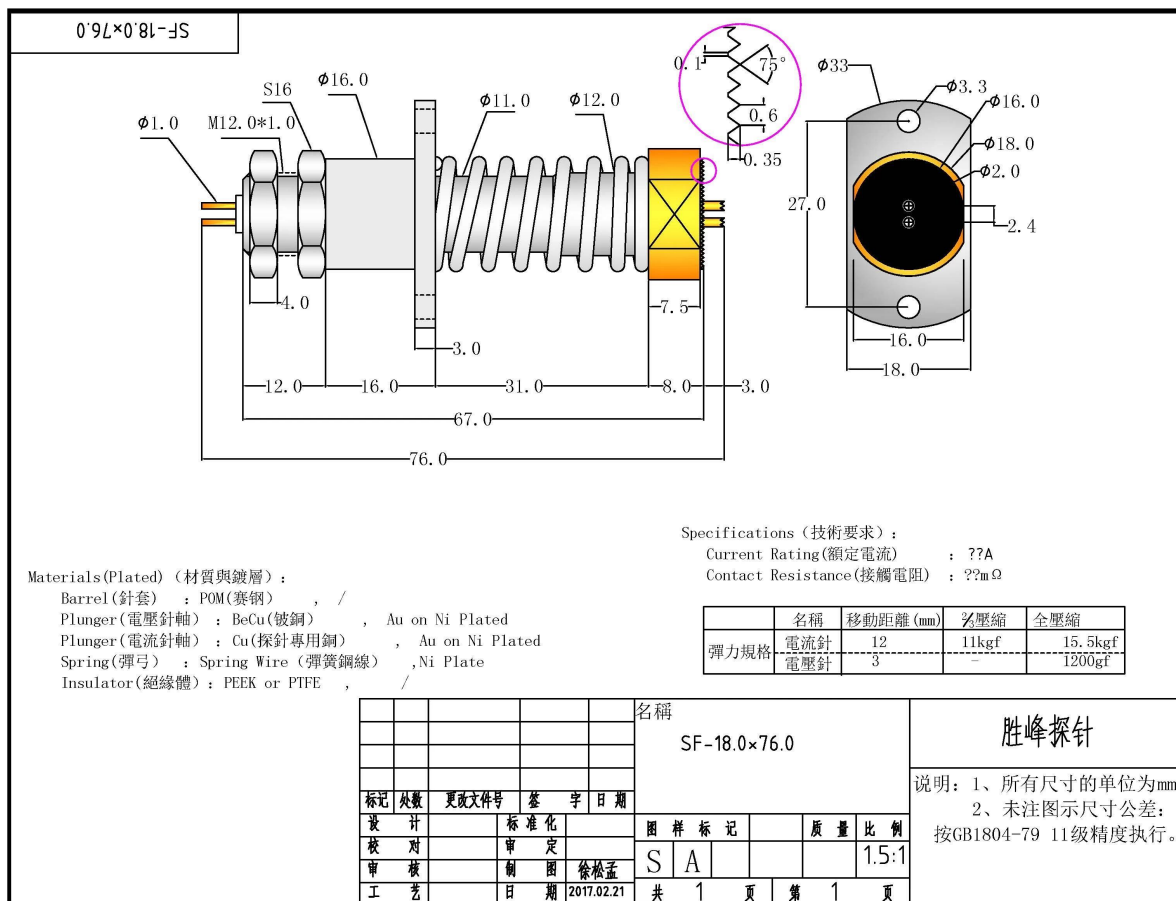 SF-18.0×76.0
0.1
75°
0.6
0.35
ϕ1.0
M12.0*1.0
S16
ϕ16.0
ϕ11.0
ϕ12.0
ϕ33
ϕ3.3
ϕ16.0
ϕ18.0
ϕ2.0
27.0
2.4
4.0
3.0
7.5
16.0
18.0
12.0
16.0
31.0
8.0
3.0
67.0
76.0
Specifications（技術要求）：
Current Rating(額定電流) ：??A
Contact Resistance(接觸電阻) ：??mΩ
Materials(Plated)（材質與鍍層）：
Barrel(針套) ：POM(赛钢) ， /
Plunger(電壓針軸) ：BeCu(铍銅) ， Au on Ni Plated
Plunger(電流針軸) ：Cu(探針專用銅) ， Au on Ni Plated
Spring(彈弓) ：Spring Wire（彈簧鋼線） ,Ni Plate
Insulator(絕緣體)：PEEK or PTFE ， /
名稱 移動距離(mm) ⅔壓縮 全壓縮
彈力規格
電流針 12 11kgf 15.5kgf
電壓針 3 - 1200gf
名稱
SF-18.0×76.0
胜峰探针
说明：1、所有尺寸的单位为mm
2、未注图示尺寸公差：
按GB1804-79 11级精度执行。
标记 处数 更改文件号 签 字 日 期
设 计 标 准 化
校 对 审 定
审 核 制 图 徐松孟
工 艺 日 期 2017.02.21
图 样 标 记 质 量 比 例
S A 1.5:1
共 1 页 第 1 页